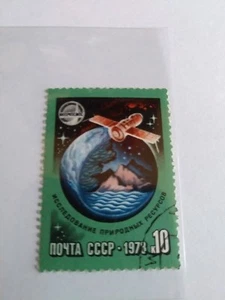 ИССЛЕДОВАНИЕ ПРИРОДНЫХ РЕСУРСОВ
ПОЧТА СССР · 1978 10